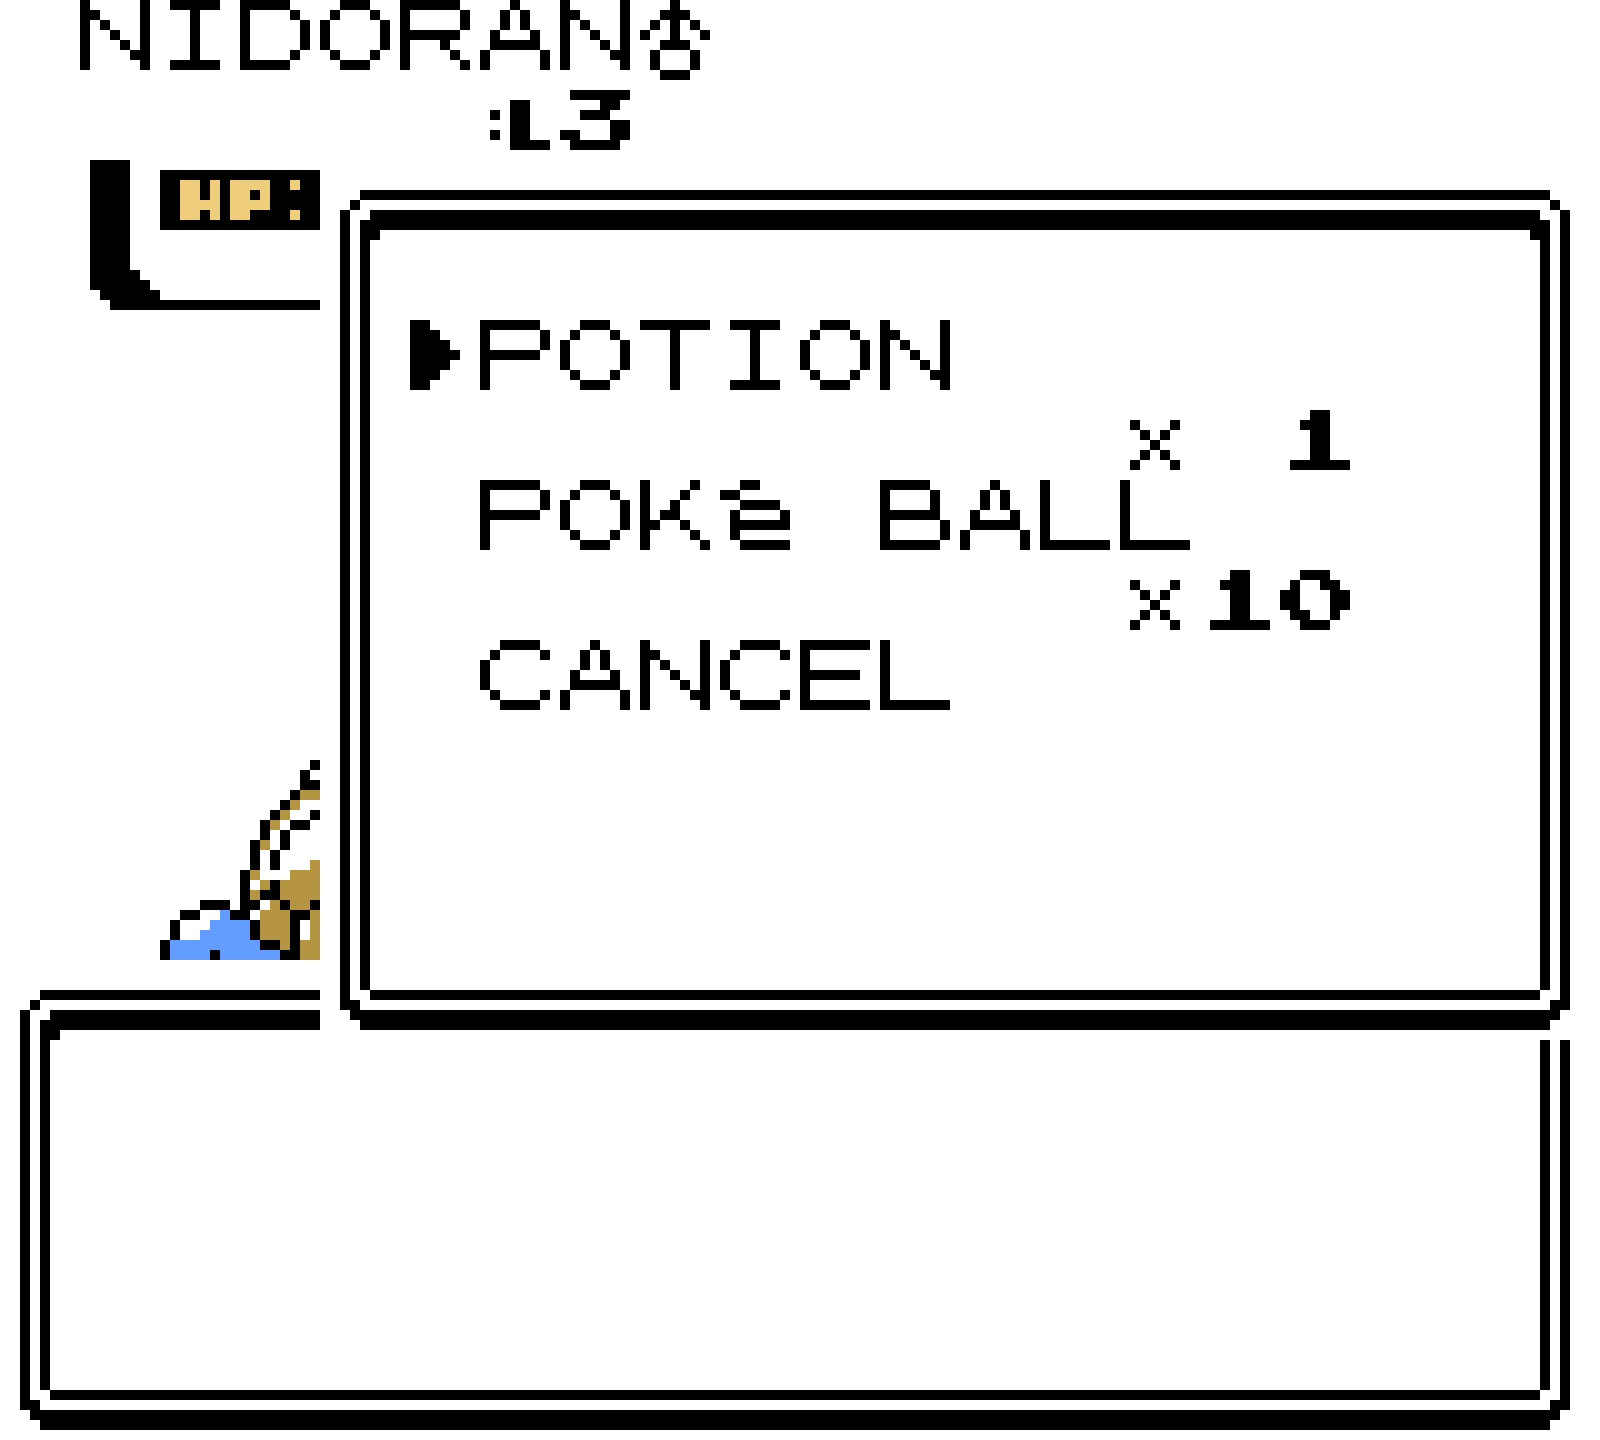 NIDORAN♂
:L3
HP:
▶POTION
× 1
POKé BALL
×10
CANCEL